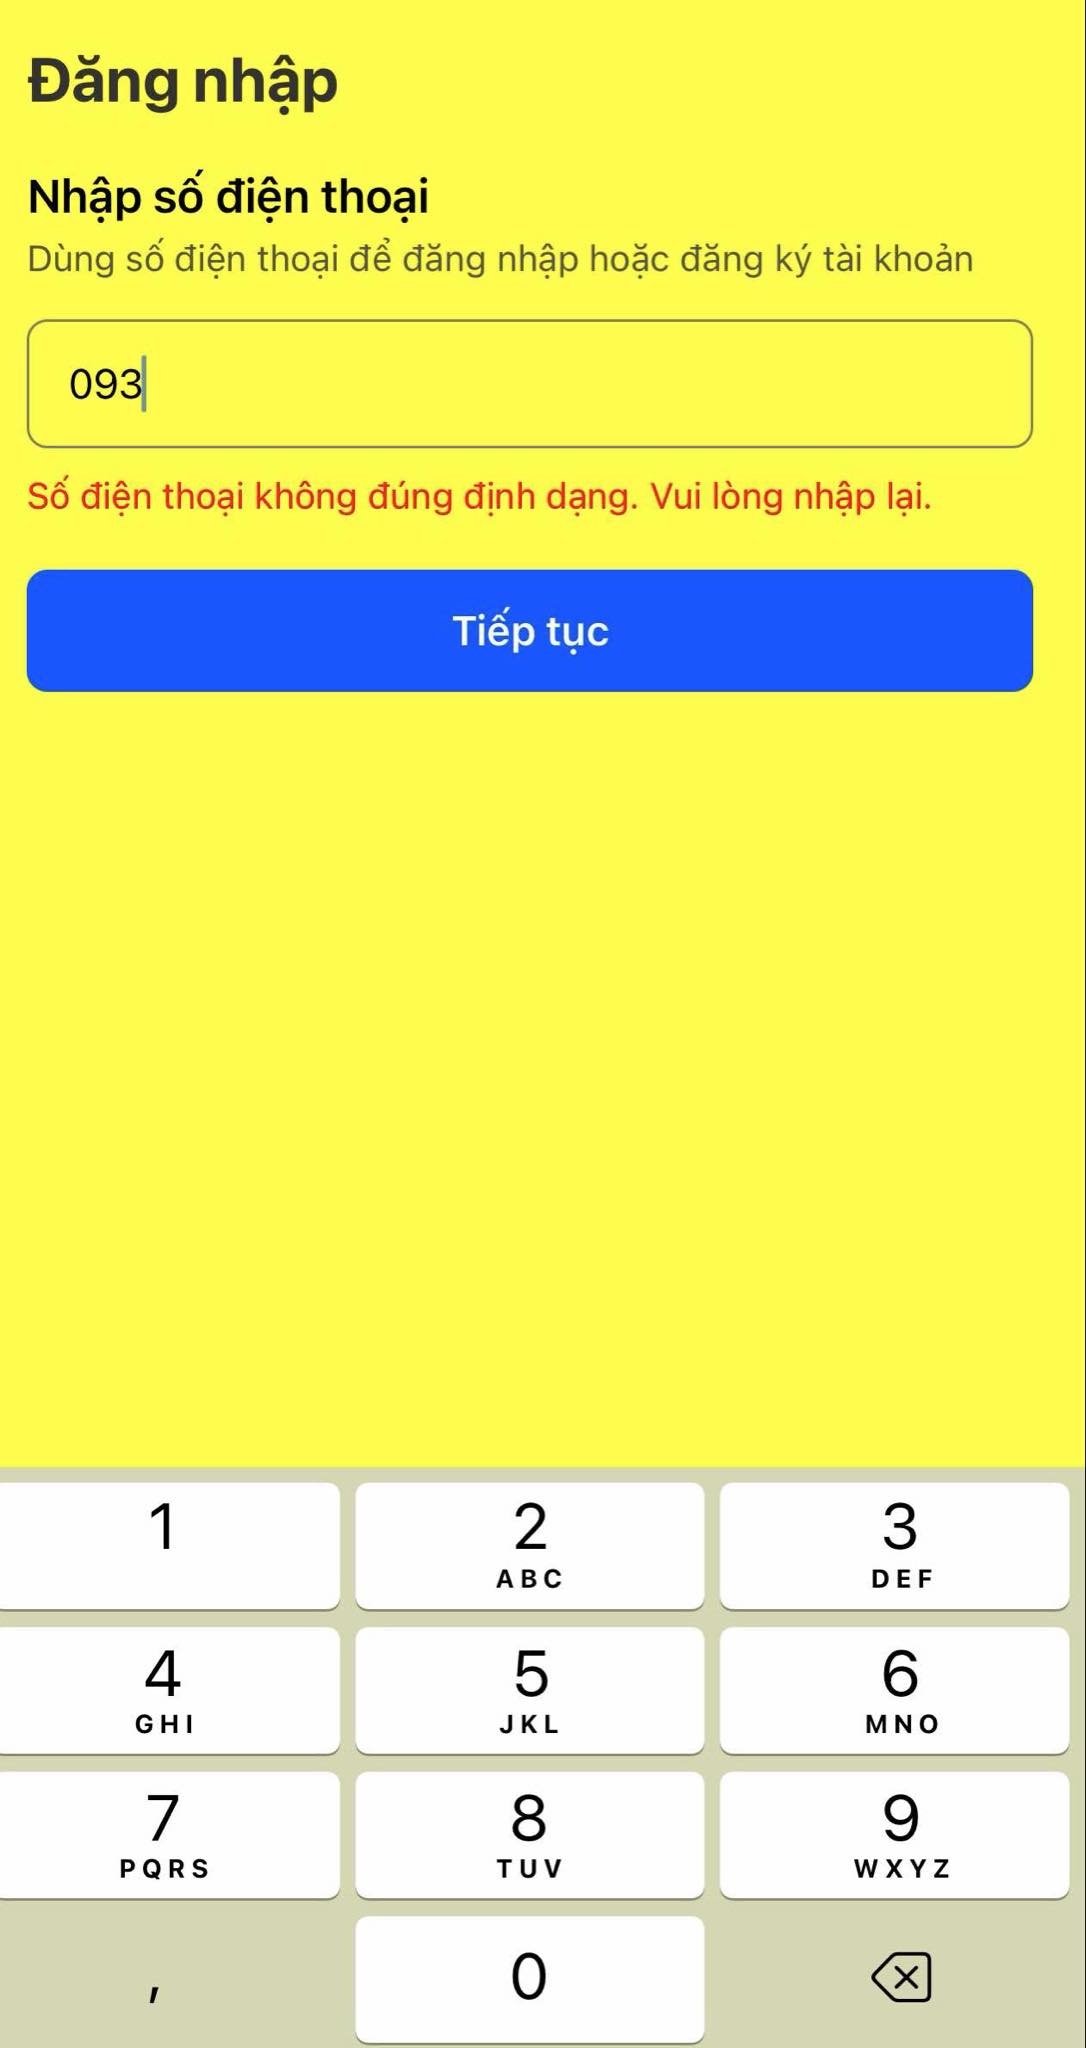 Đăng nhập
Nhập số điện thoại
Dùng số điện thoại để đăng nhập hoặc đăng ký tài khoản
093
Số điện thoại không đúng định dạng. Vui lòng nhập lại.
Tiếp tục
1 2 3
ABC DEF
4 5 6
GHI JKL MNO
7 8 9
PQRS TUV WXYZ
, 0